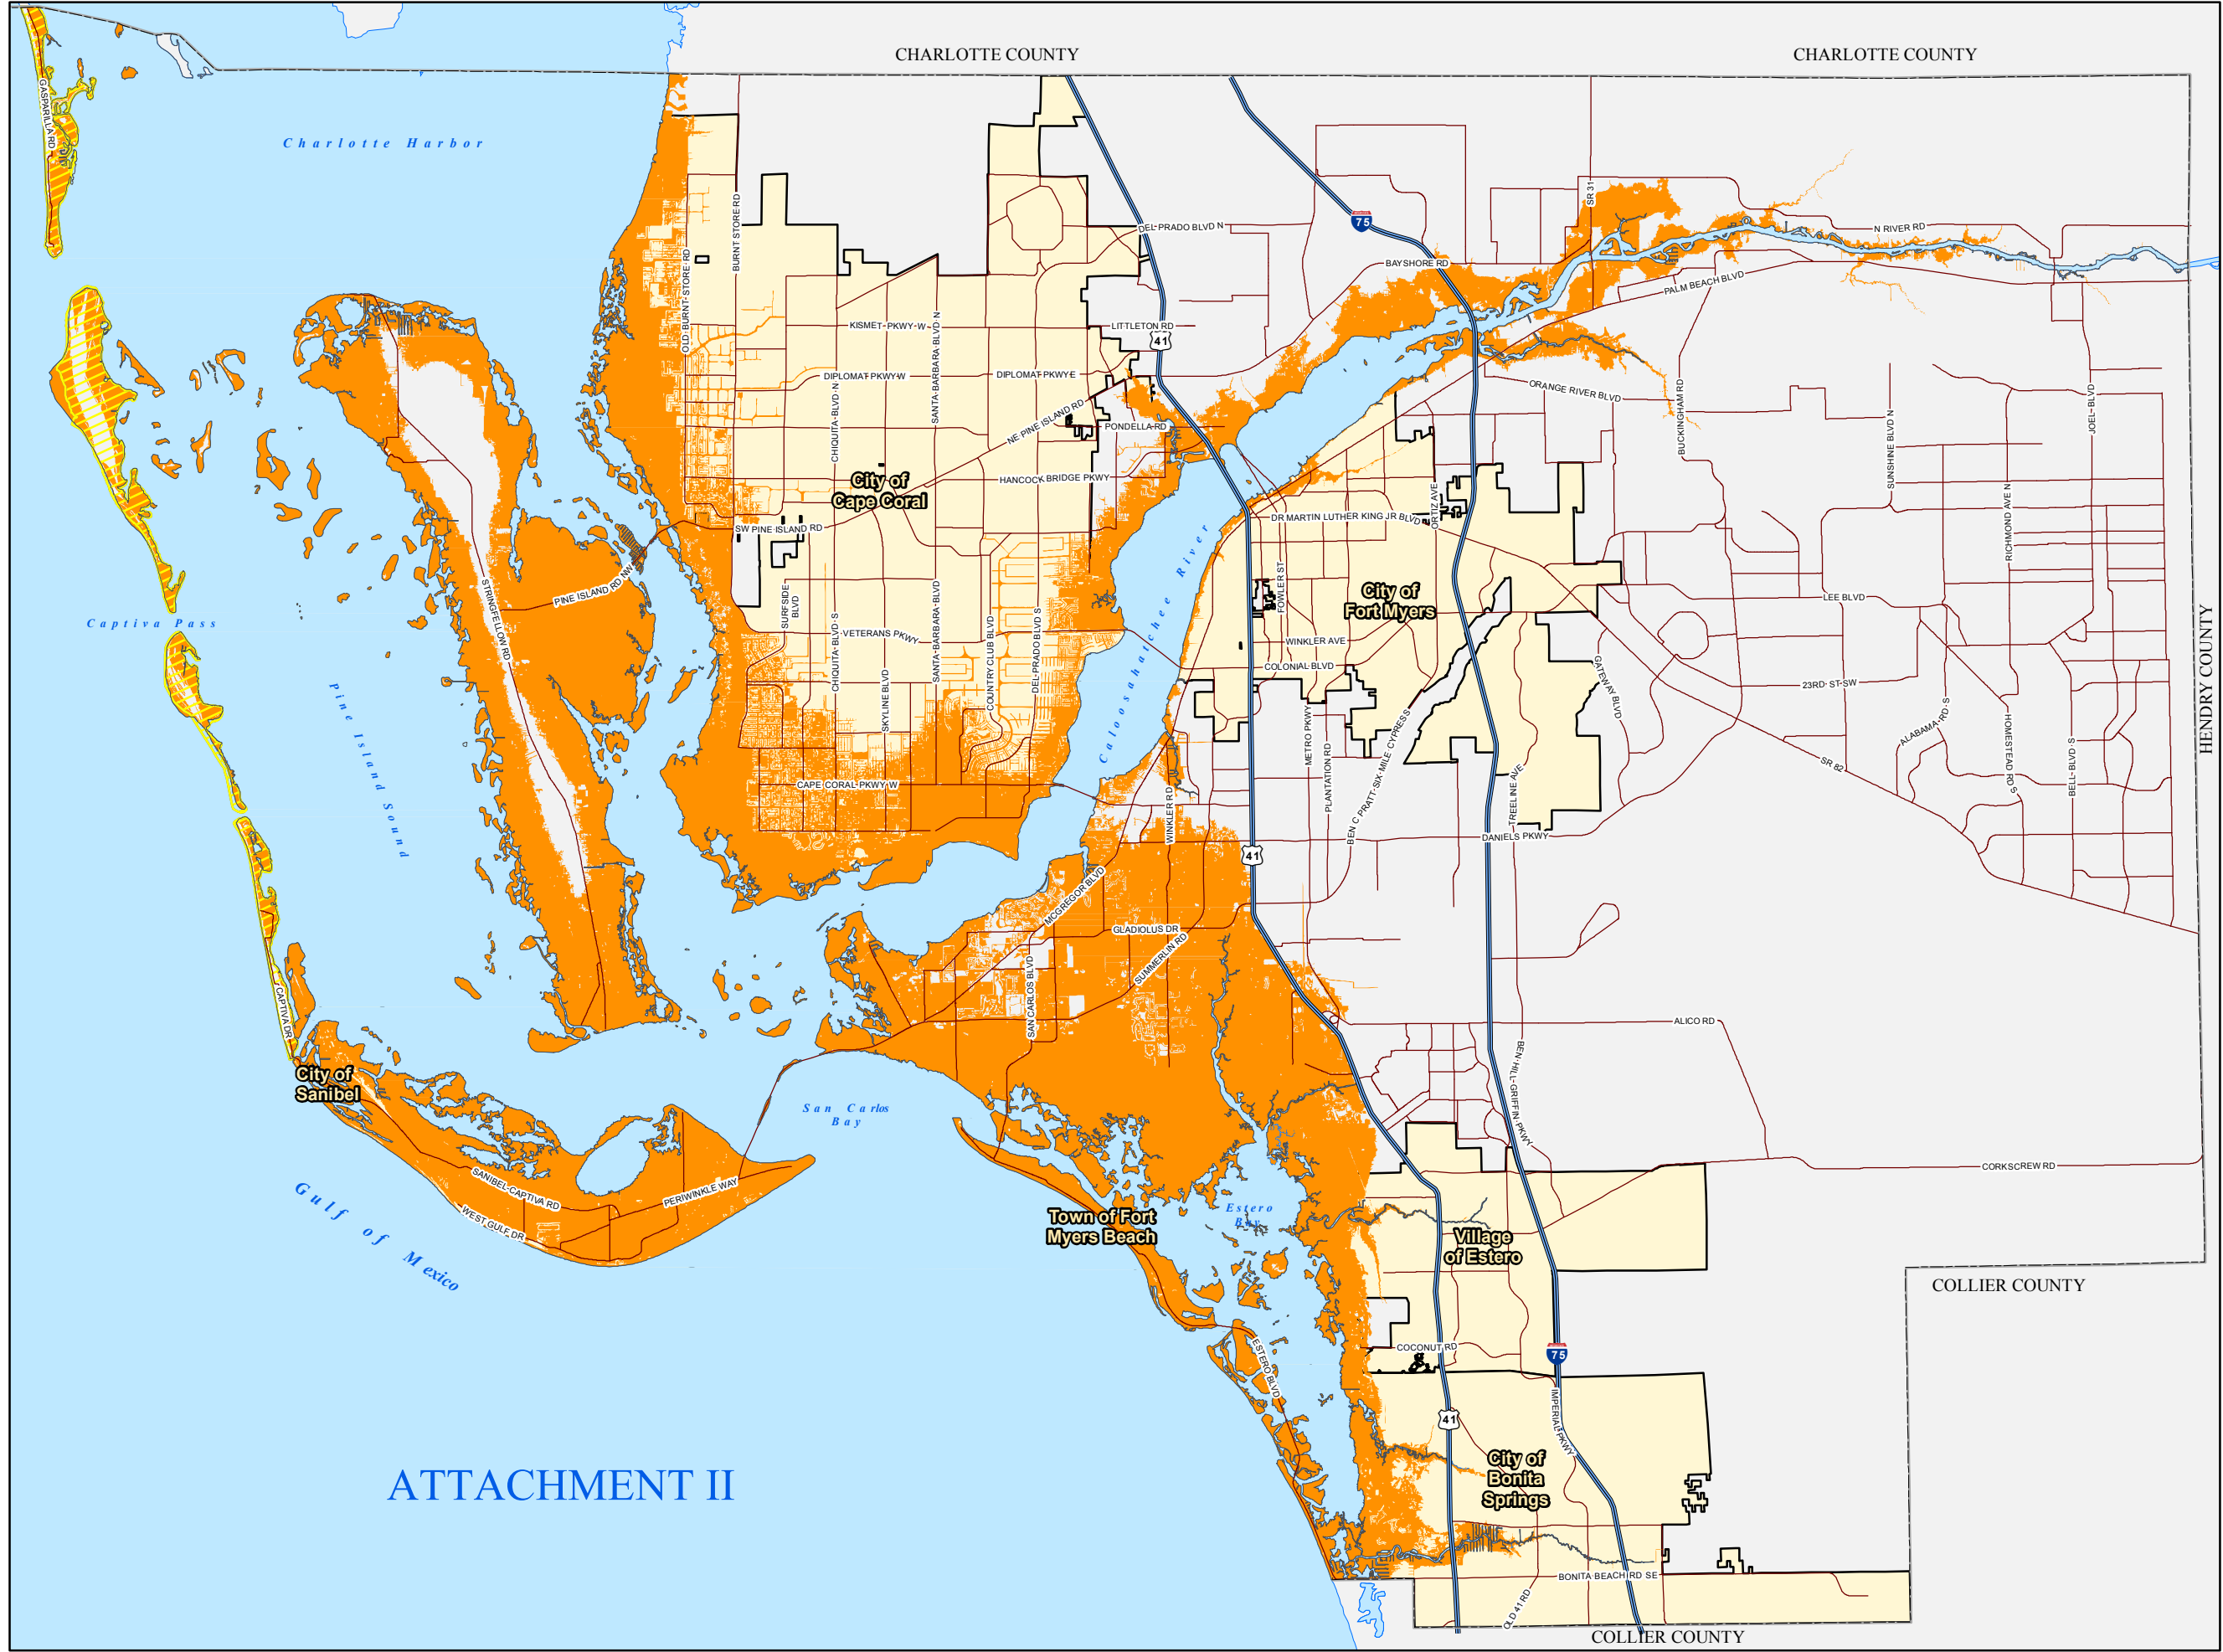 CHARLOTTE COUNTY
CHARLOTTE COUNTY
GASPARILLA RD
Charlotte Harbor
SR 31
BURNT STORE RD
DEL PRADO BLVD N
75
N RIVER RD
OLD BURNT STORE RD
BAYSHORE RD
PALM BEACH BLVD
KISMET PKWY W
SANTA BARBARA BLVD N
LITTLETON RD
41
DIPLOMAT PKWY W
DIPLOMAT PKWY E
CHIQUITA BLVD N
ORANGE RIVER BLVD
BUCKINGHAM RD
JOEL BLVD
NE PINE ISLAND RD
PONDELLA RD
SUNSHINE BLVD N
City of
Cape Coral
HANCOCK BRIDGE PKWY
ORTIZ AVE
RICHMOND AVE N
SW PINE ISLAND RD
DR MARTIN LUTHER KING JR BLVD
Caloosahatchee River
PINE ISLAND RD NW
STRINGFELLOW RD
SURFSIDE
BLVD
FOWLER ST
City of
Fort Myers
LEE BLVD
Captiva Pass
VETERANS PKWY
CHIQUITA BLVD S
SKYLINE BLVD
SANTA BARBARA BLVD
COUNTRY CLUB BLVD
DEL PRADO BLVD S
WINKLER AVE
COLONIAL BLVD
HENDRY COUNTY
GATEWAY BLVD
23RD ST SW
Pine Island Sound
METRO PKWY
PLANTATION RD
BEN C PRATT-SIX MILE CYPRESS
ALABAMA RD S
HOMESTEAD RD S
BELL BLVD S
SR 82
CAPE CORAL PKWY W
WINKLER RD
TREELINE AVE
DANIELS PKWY
41
MCGREGOR BLVD
GLADIOLUS DR
SUMMERLIN RD
SAN CARLOS BLVD
CAPTIVA DR
ALICO RD
City of
Sanibel
BEN HILL GRIFFIN PKWY
San Carlos
Bay
SANIBEL-CAPTIVA RD
PERIWINKLE WAY
WEST GULF DR
CORKSCREW RD
Gulf of Mexico
Town of Fort
Myers Beach
Estero
Bay
Village
of Estero
COLLIER COUNTY
ESTERO BLVD
COCONUT RD
75
IMPERIAL PKWY
41
ATTACHMENT II
City of
Bonita
Springs
BONITA BEACH RD SE
OLD 41 RD
COLLIER COUNTY